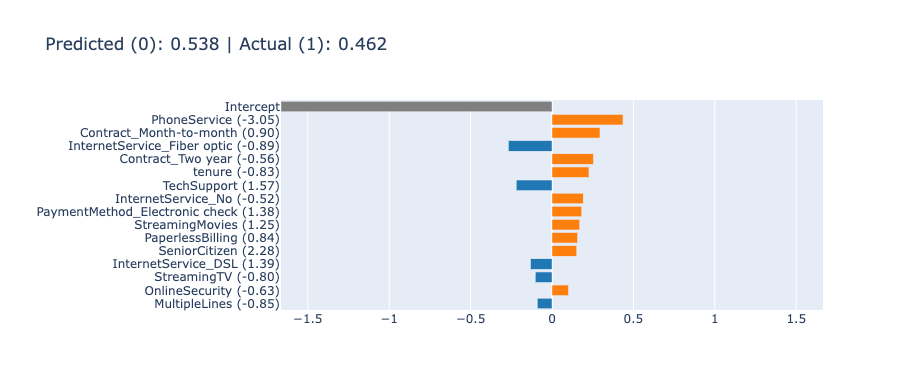 Predicted (0): 0.538 | Actual (1): 0.462
Intercept
PhoneService (-3.05)
Contract_Month-to-month (0.90)
InternetService_Fiber optic (-0.89)
Contract_Two year (-0.56)
tenure (-0.83)
TechSupport (1.57)
InternetService_No (-0.52)
PaymentMethod_Electronic check (1.38)
StreamingMovies (1.25)
PaperlessBilling (0.84)
SeniorCitizen (2.28)
InternetService_DSL (1.39)
StreamingTV (-0.80)
OnlineSecurity (-0.63)
MultipleLines (-0.85)
−1.5 −1 −0.5 0 0.5 1 1.5